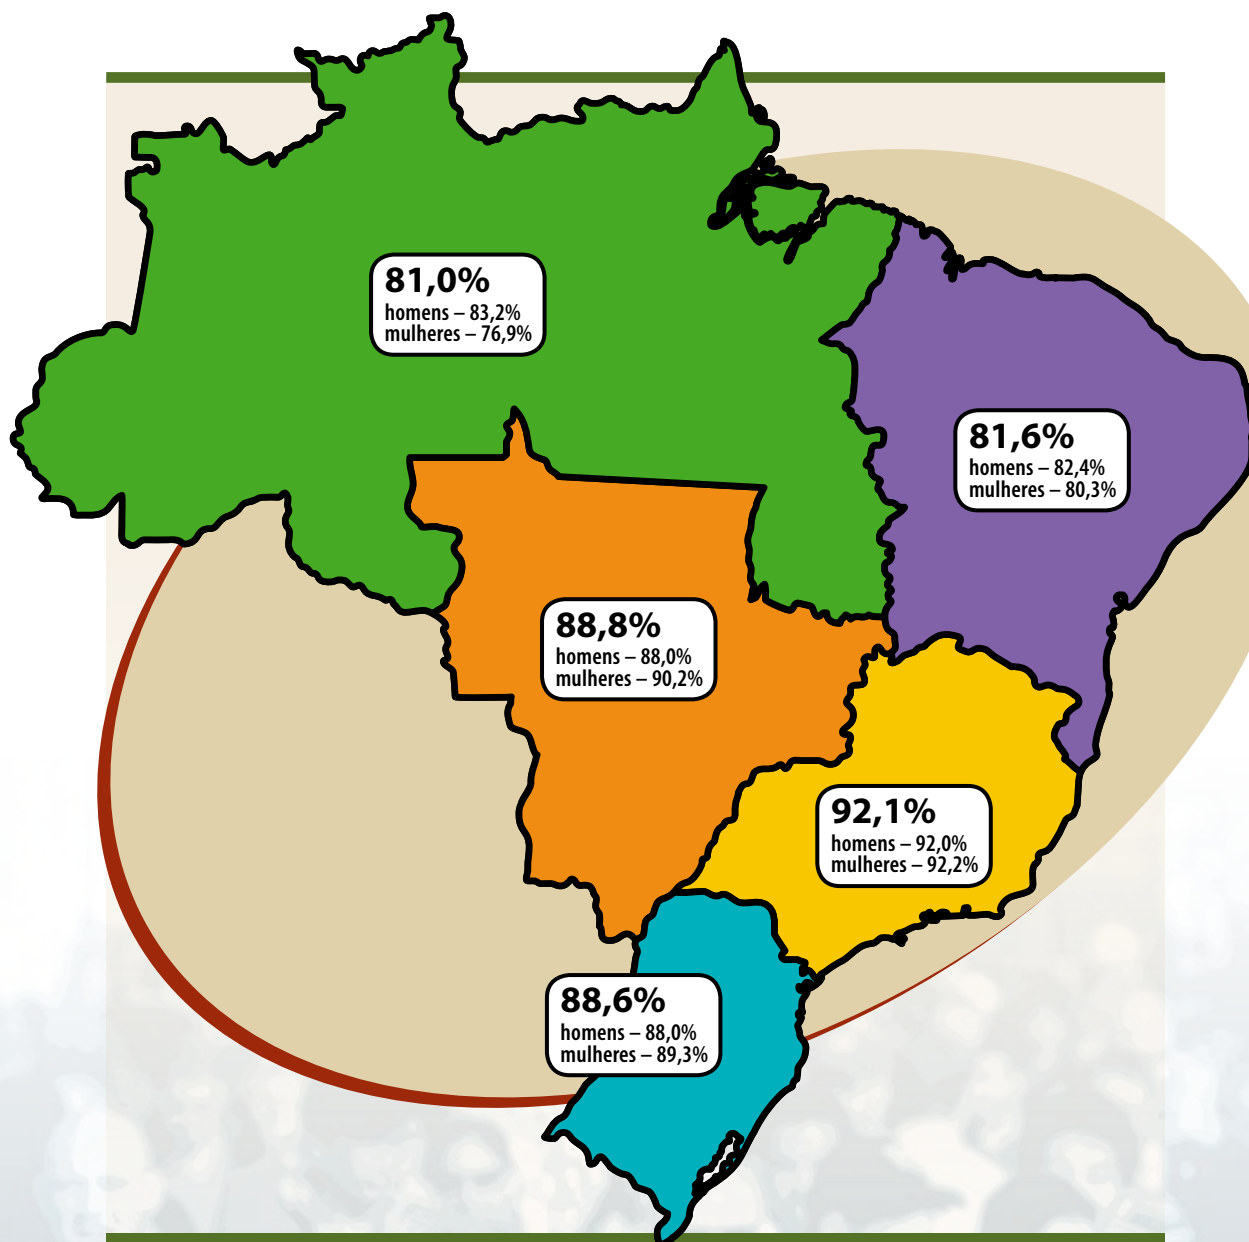 81,0%
homens – 83,2%
mulheres – 76,9%
81,6%
homens – 82,4%
mulheres – 80,3%
88,8%
homens – 88,0%
mulheres – 90,2%
92,1%
homens – 92,0%
mulheres – 92,2%
88,6%
homens – 88,0%
mulheres – 89,3%